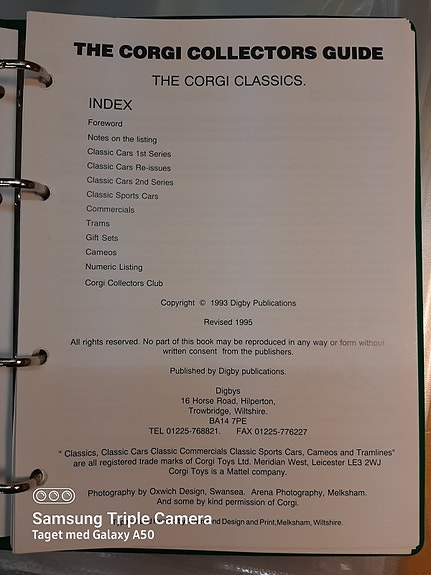 THE CORGI COLLECTORS GUIDE
THE CORGI CLASSICS.
INDEX
Foreword
Notes on the listing
Classic Cars 1st Series
Classic Cars Re-issues
Classic Cars 2nd Series
Classic Sports Cars
Commercials
Trams
Gift Sets
Cameos
Numeric Listing
Corgi Collectors Club
Copyright © 1993 Digby Publications
Revised 1995
All rights reserved. No part of this book may be reproduced in any way or form without
written consent from the publishers.
Published by Digby publications.
Digbys
16 Horse Road, Hilperton,
Trowbridge, Wiltshire.
BA14 7PE
TEL 01225-768821. FAX 01225-776227
" Classics, Classic Cars Classic Commercials Classic Sports Cars, Cameos and Tramlines"
are all registered trade marks of Corgi Toys Ltd. Meridian West, Leicester LE3 2WJ
Corgi Toys is a Mattel company.
Photography by Oxwich Design, Swansea. Arena Photography, Melksham.
And some by kind permission of Corgi.
Design and Print, Melksham, Wiltshire.
Samsung Triple Camera
Taget med Galaxy A50